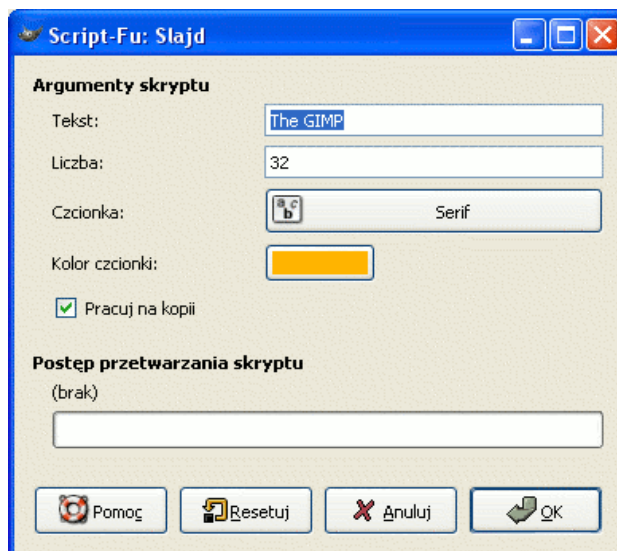 Script-Fu: Slajd
Argumenty skryptu
Tekst: The GIMP
Liczba: 32
Czcionka: abc Serif
Kolor czcionki:
Pracuj na kopii
Postęp przetwarzania skryptu
(brak)
Pomoc Resetuj Anuluj OK